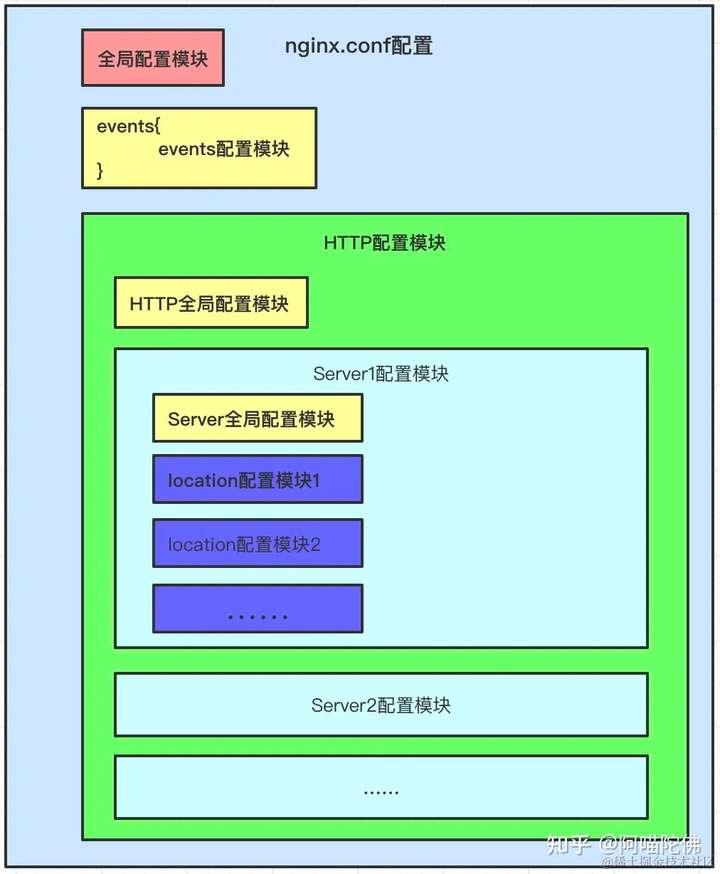 nginx.conf配置
全局配置模块
events{
events配置模块
}
HTTP配置模块
HTTP全局配置模块
Server1配置模块
Server全局配置模块
location配置模块1
location配置模块2
......
Server2配置模块
......
知乎 @阿喵陀佛
@稀土掘金技术社区